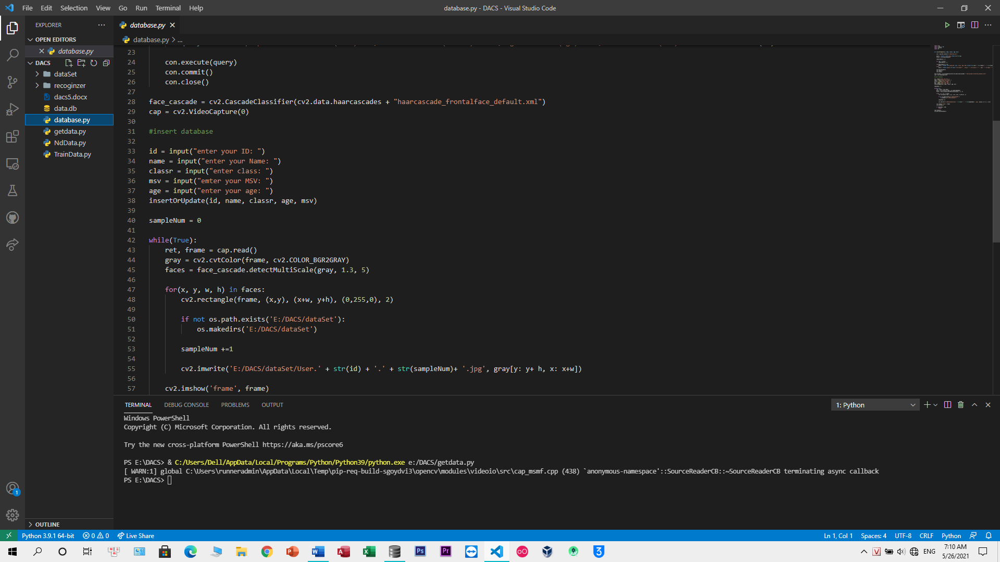 File Edit Selection View Go Run Terminal Help
database.py - DACS - Visual Studio Code
EXPLORER
OPEN EDITORS
database.py
DACS
dataSet
recoginzer
dacs5.docx
data.db
database.py
getdata.py
NdData.py
TrainData.py
OUTLINE
database.py
database.py > ...
23
24 con.execute(query)
25 con.commit()
26 con.close()
27
28 face_cascade = cv2.CascadeClassifier(cv2.data.haarcascades + "haarcascade_frontalface_default.xml")
29 cap = cv2.VideoCapture(0)
30
31 #insert database
32
33 id = input("enter your ID: ")
34 name = input("enter your Name: ")
35 classr = input("enter class: ")
36 msv = input("emter your MSV: ")
37 age = input("enter your age: ")
38 insertOrUpdate(id, name, classr, age, msv)
39
40 sampleNum = 0
41
42 while(True):
43 ret, frame = cap.read()
44 gray = cv2.cvtColor(frame, cv2.COLOR_BGR2GRAY)
45 faces = face_cascade.detectMultiScale(gray, 1.3, 5)
46
47 for(x, y, w, h) in faces:
48 cv2.rectangle(frame, (x,y), (x+w, y+h), (0,255,0), 2)
49
50 if not os.path.exists('E:/DACS/dataSet'):
51 os.makedirs('E:/DACS/dataSet')
52
53 sampleNum +=1
54
55 cv2.imwrite('E:/DACS/dataSet/User.' + str(id) + '.' + str(sampleNum)+ '.jpg', gray[y: y+ h, x: x+w])
56
57 cv2.imshow('frame', frame)
TERMINAL DEBUG CONSOLE PROBLEMS OUTPUT
1: Python
Windows PowerShell
Copyright (C) Microsoft Corporation. All rights reserved.
Try the new cross-platform PowerShell https://aka.ms/pscore6
PS E:\DACS> & C:/Users/Dell/AppData/Local/Programs/Python/Python39/python.exe e:/DACS/getdata.py
[ WARN:1] global C:\Users\runneradmin\AppData\Local\Temp\pip-req-build-sgoydvi3\opencv\modules\videoio\src\cap_msmf.cpp (438) `anonymous-namespace'::SourceReaderCB::~SourceReaderCB terminating async callback
PS E:\DACS>
1
Python 3.9.1 64-bit 0 0 Live Share
Ln 1, Col 1 Spaces: 4 UTF-8 CRLF Python
ENG
7:10 AM
5/26/2021